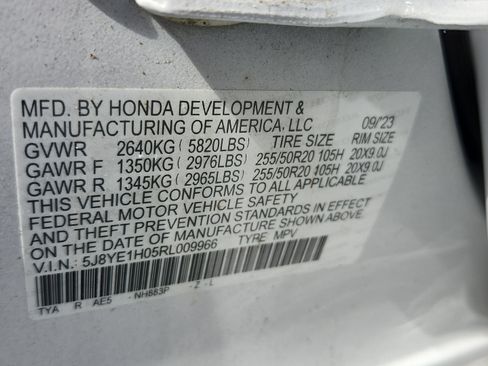 MFD. BY HONDA DEVELOPMENT &
MANUFACTURING OF AMERICA, LLC 09/23
GVWR 2640KG (5820LBS) TIRE SIZE RIM SIZE
GAWR F 1350KG (2976LBS) 255/50R20 105H 20X9.0J
GAWR R 1345KG (2965LBS) 255/50R20 105H 20X9.0J
THIS VEHICLE CONFORMS TO ALL APPLICABLE
FEDERAL MOTOR VEHICLE SAFETY
AND THEFT PREVENTION STANDARDS IN EFFECT
ON THE DATE OF MANUFACTURE SHOWN ABOVE.
V.I.N.: 5J8YE1H05RL009966 TYPE MPV
TYA R AE5 NH883P -Z-L